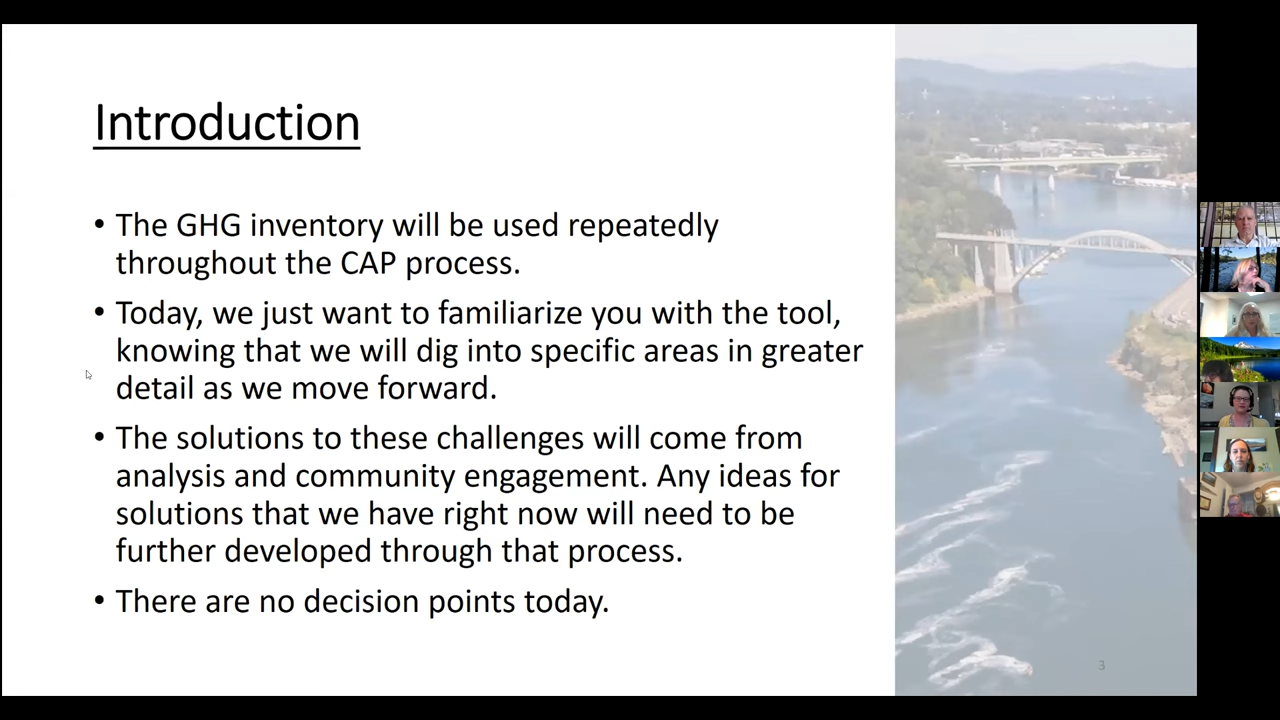 Introduction
• The GHG inventory will be used repeatedly
throughout the CAP process.
• Today, we just want to familiarize you with the tool,
knowing that we will dig into specific areas in greater
detail as we move forward.
• The solutions to these challenges will come from
analysis and community engagement. Any ideas for
solutions that we have right now will need to be
further developed through that process.
• There are no decision points today.
3